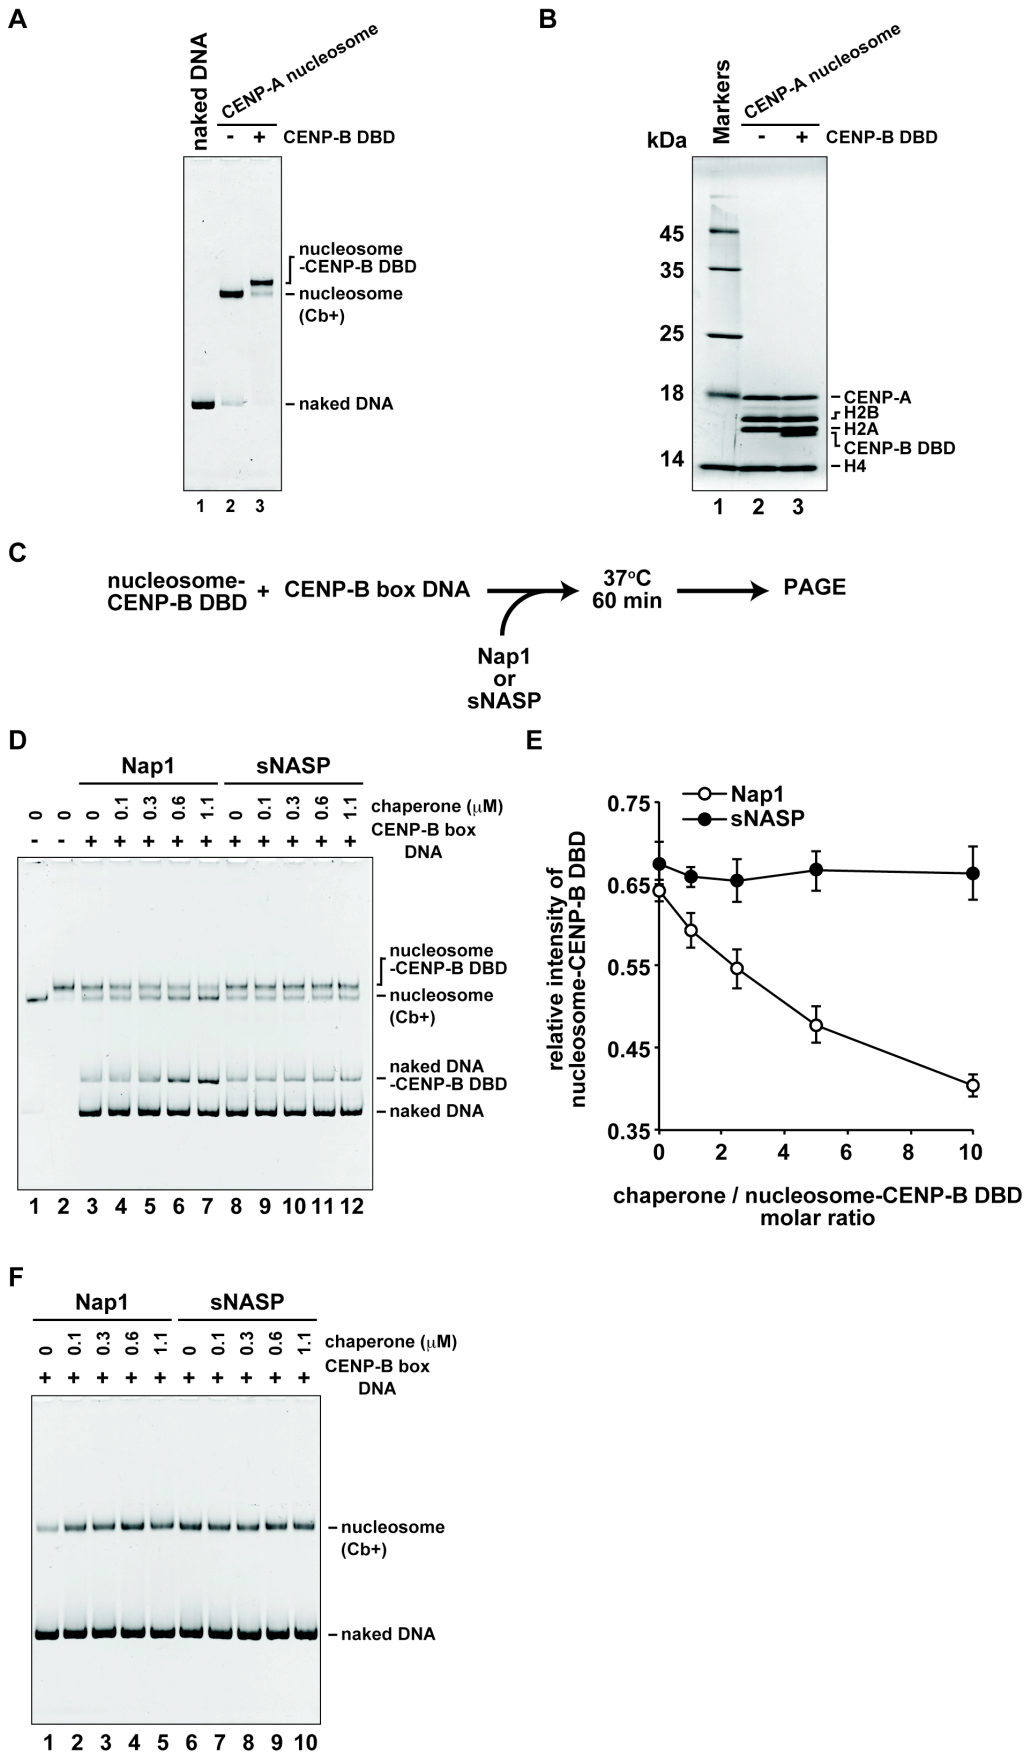 A
naked DNA
CENP-A nucleosome
- + CENP-B DBD
nucleosome
-CENP-B DBD
nucleosome
(Cb+)
naked DNA
1 2 3
B
Markers
CENP-A nucleosome
kDa - + CENP-B DBD
45
35
25
18
14
CENP-A
H2B
H2A
CENP-B DBD
H4
1 2 3
C
nucleosome-
CENP-B DBD + CENP-B box DNA
37°C
60 min
PAGE
Nap1
or
sNASP
D
Nap1 sNASP
0 0 0 0.1 0.3 0.6 1.1 0 0.1 0.3 0.6 1.1 chaperone (μM)
- - + + + + + + + + + + CENP-B box
DNA
nucleosome
-CENP-B DBD
nucleosome
(Cb+)
naked DNA
-CENP-B DBD
naked DNA
1 2 3 4 5 6 7 8 9 10 11 12
E
Nap1
sNASP
relative intensity of
nucleosome-CENP-B DBD
0.75
0.65
0.55
0.45
0.35
0 2 4 6 8 10
chaperone / nucleosome-CENP-B DBD
molar ratio
F
Nap1 sNASP
0 0.1 0.3 0.6 1.1 0 0.1 0.3 0.6 1.1 chaperone (μM)
+ + + + + + + + + + CENP-B box
DNA
nucleosome
(Cb+)
naked DNA
1 2 3 4 5 6 7 8 9 10